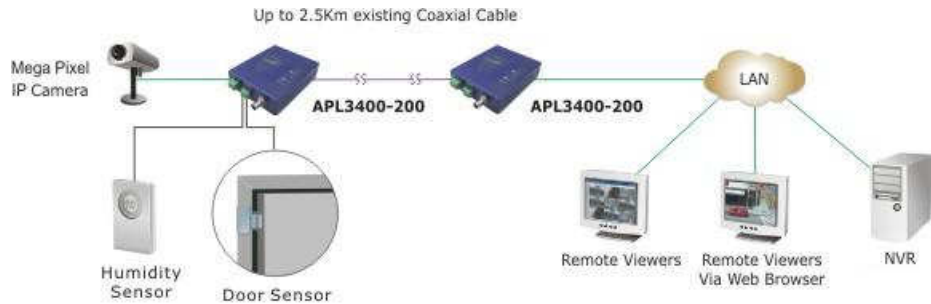 Up to 2.5Km existing Coaxial Cable
Mega Pixel
IP Camera
APL3400-200
APL3400-200
LAN
Humidity
Sensor
Door Sensor
Remote Viewers
Remote Viewers
Via Web Browser
NVR